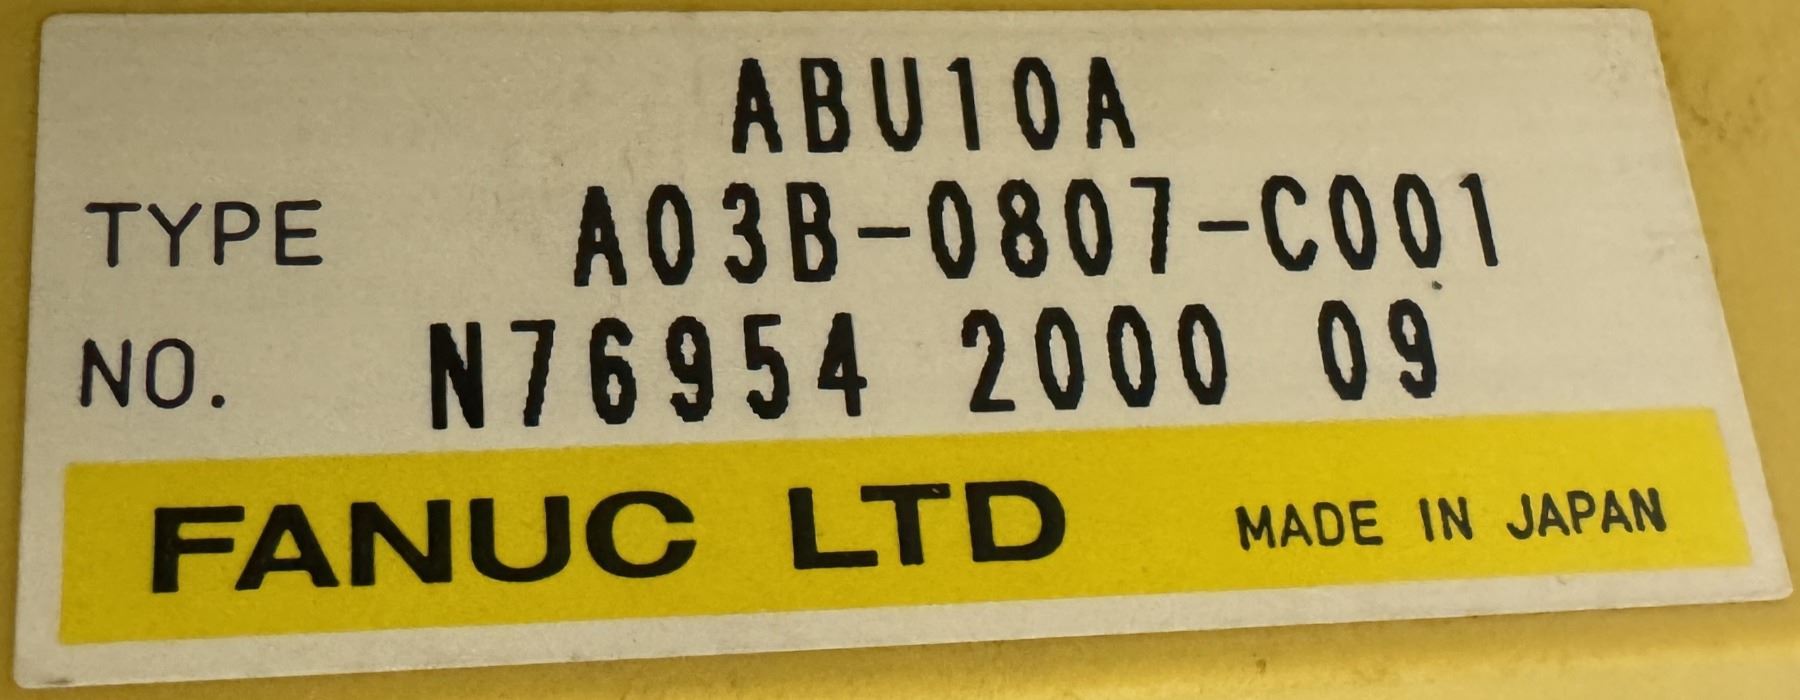 ABU10A
TYPE A03B-0807-C001
NO. N76954 2000 09
FANUC LTD MADE IN JAPAN